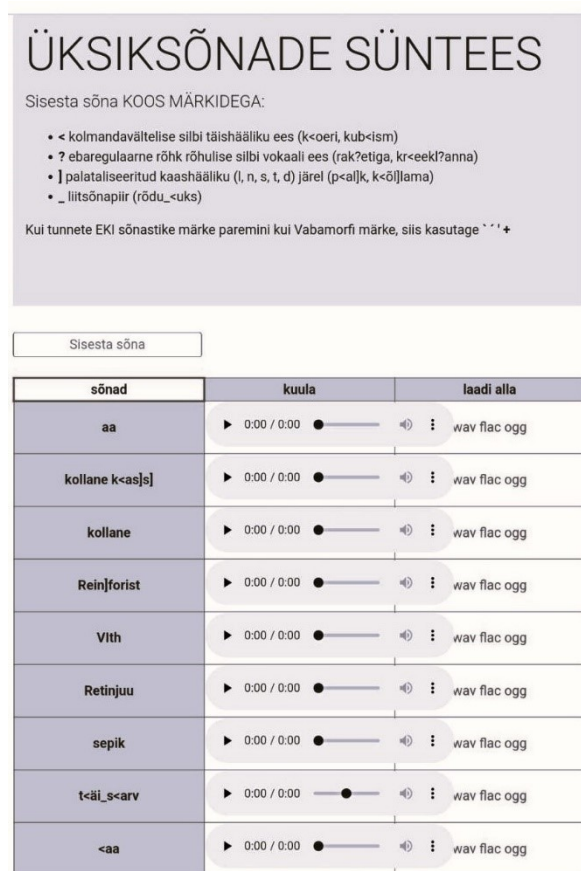 ÜKSIKSÕNADE SÜNTEES
Sisesta sõna KOOS MÄRKIDEGA:
• < kolmandavältelise silbi täishääliku ees (k<oeri, kub<ism)
• ? ebaregulaarne rõhk rõhulise silbi vokaali ees (rak?etiga, kr<eekl?anna)
• ] palataliseeritud kaashääliku (l, n, s, t, d) järel (p<al]k, k<õl]lama)
• _ liitsõnapiir (rõdu_<uks)
Kui tunnete EKI sõnastike märke paremini kui Vabamorfi märke, siis kasutage ` ´ ' +
Sisesta sõna
sõnad kuula laadi alla
aa 0:00 / 0:00 wav flac ogg
kollane k<as]s] 0:00 / 0:00 wav flac ogg
kollane 0:00 / 0:00 wav flac ogg
Rein]forist 0:00 / 0:00 wav flac ogg
Vlth 0:00 / 0:00 wav flac ogg
Retinjuu 0:00 / 0:00 wav flac ogg
sepik 0:00 / 0:00 wav flac ogg
t<äi_s<arv 0:00 / 0:00 wav flac ogg
<aa 0:00 / 0:00 wav flac ogg